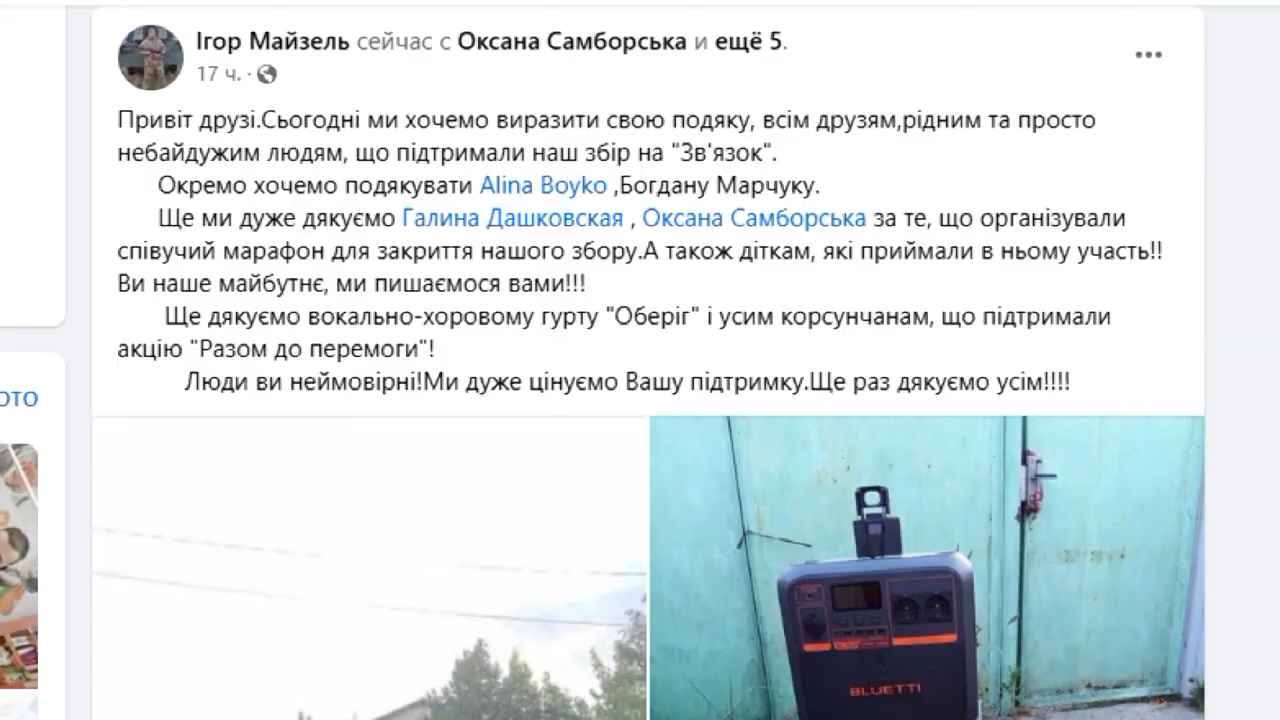 Ігор Майзель сейчас с Оксана Самборська и ещё 5.
17 ч. ·
Привіт друзі.Сьогодні ми хочемо виразити свою подяку, всім друзям,рідним та просто
небайдужим людям, що підтримали наш збір на "Зв'язок".
Окремо хочемо подякувати Alina Boyko ,Богдану Марчуку.
Ще ми дуже дякуємо Галина Дашковская , Оксана Самборська за те, що організували
співучий марафон для закриття нашого збору.А також діткам, які приймали в ньому участь!!
Ви наше майбутнє, ми пишаємося вами!!!
Ще дякуємо вокально-хоровому гурту "Оберіг" і усим корсунчанам, що підтримали
акцію "Разом до перемоги"!
Люди ви неймовірні!Ми дуже цінуємо Вашу підтримку.Ще раз дякуємо усім!!!!
ото
BLUETTI